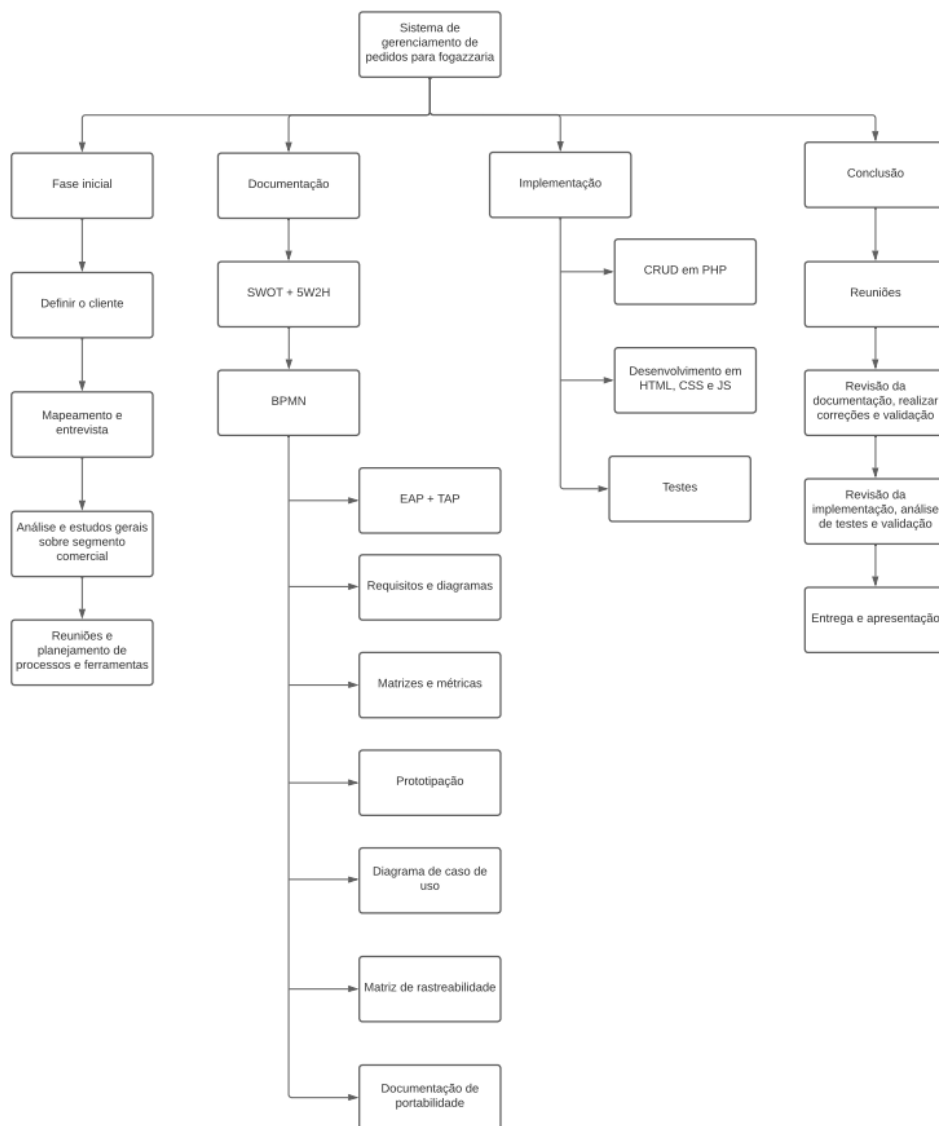 Sistema de
gerenciamento de
pedidos para fogazzaria
Fase inicial
Definir o cliente
Mapeamento e
entrevista
Análise e estudos gerais
sobre segmento
comercial
Reuniões e
planejamento de
processos e ferramentas
Documentação
SWOT + 5W2H
BPMN
EAP + TAP
Requisitos e diagramas
Matrizes e métricas
Prototipação
Diagrama de caso de
uso
Matriz de rastreabilidade
Documentação de
portabilidade
Implementação
CRUD em PHP
Desenvolvimento em
HTML, CSS e JS
Testes
Conclusão
Reuniões
Revisão da
documentação, realizar
correções e validação
Revisão da
implementação, análise
de testes e validação
Entrega e apresentação